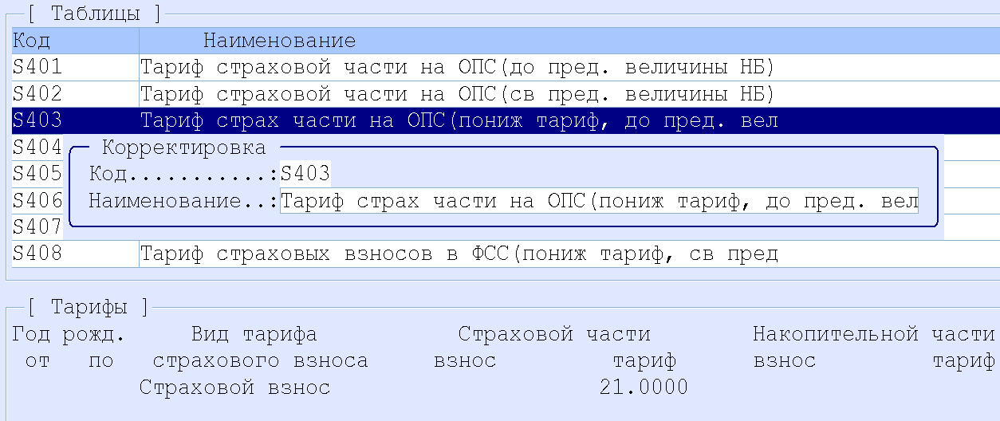 [ Таблицы ]
Код Наименование
S401 Тариф страховой части на ОПС(до пред. величины НБ)
S402 Тариф страховой части на ОПС(св пред. величины НБ)
S403 Тариф страх части на ОПС(пониж тариф, до пред. вел
S404 Корректировка
S405 Код...........:S403
S406 Наименование..:Тариф страх части на ОПС(пониж тариф, до пред. вел
S407
S408 Тариф страховых взносов в ФСС(пониж тариф, св пред
[ Тарифы ]
Год рожд. Вид тарифа Страховой части Накопительной части
от по страхового взноса взнос тариф взнос тариф
Страховой взнос 21.0000